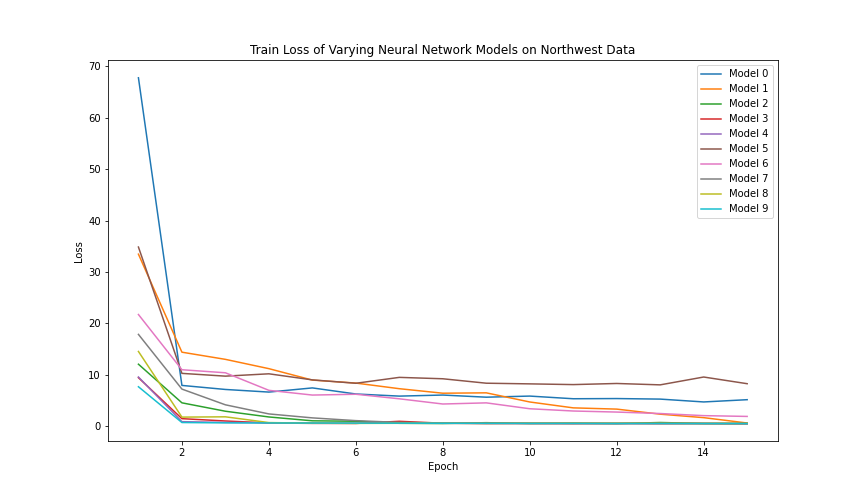 Train Loss of Varying Neural Network Models on Northwest Data
70
60
50
40
30
20
10
0
Loss
2
4
6
8
10
12
14
Epoch
Model 0
Model 1
Model 2
Model 3
Model 4
Model 5
Model 6
Model 7
Model 8
Model 9